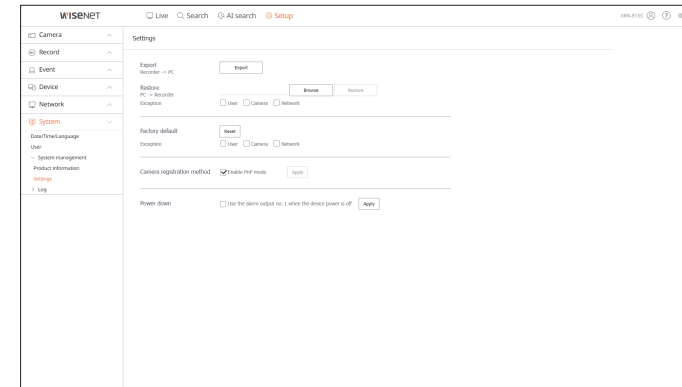 WISENET
Live Search AI search Setup
XRN-815S
Camera
Record
Event
Device
Network
System
Date/Time/Language
User
System management
Product information
Settings
Log
Settings
Export
Recorder -> PC
Export
Restore
PC -> Recorder
Browse Restore
Exception User Camera Network
Factory default Reset
Exception User Camera Network
Camera registration method Enable PnP mode Apply
Power down Use the alarm output no. 1 when the device power is off Apply